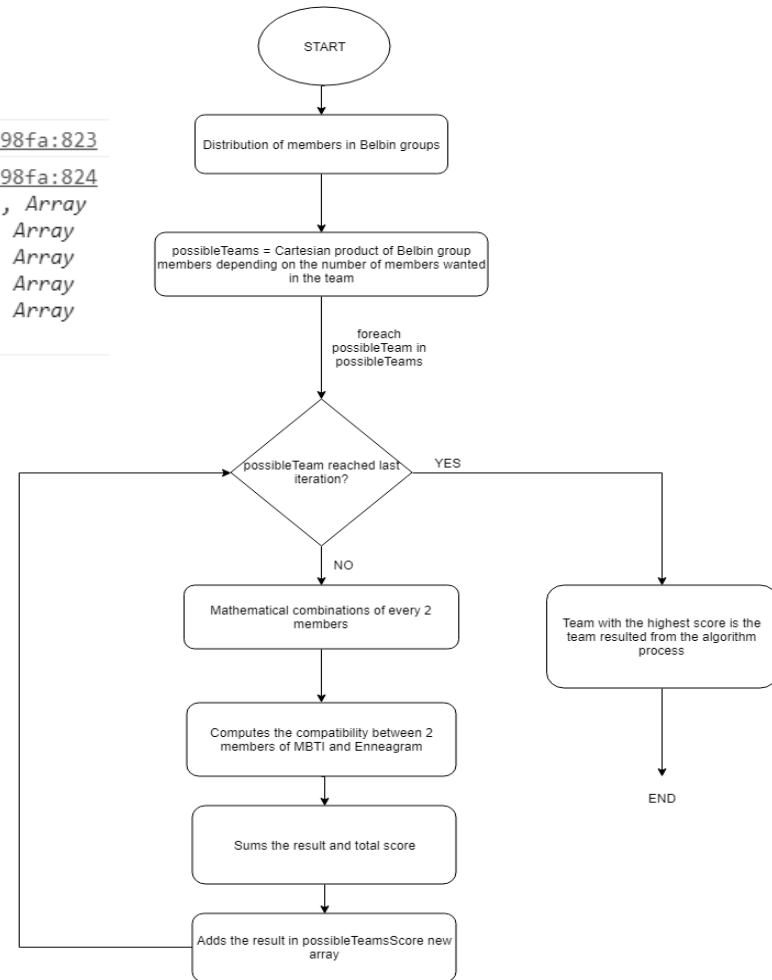 START
98fa:823
98fa:824
, Array
Array
Array
Array
Array
Distribution of members in Belbin groups
possibleTeams = Cartesian product of Belbin group
members depending on the number of members wanted
in the team
foreach
possibleTeam in
possibleTeams
possibleTeam reached last
iteration?
YES
NO
Mathematical combinations of every 2
members
Team with the highest score is the
team resulted from the algorithm
process
Computes the compatibility between 2
members of MBTI and Enneagram
END
Sums the result and total score
Adds the result in possibleTeamsScore new
array